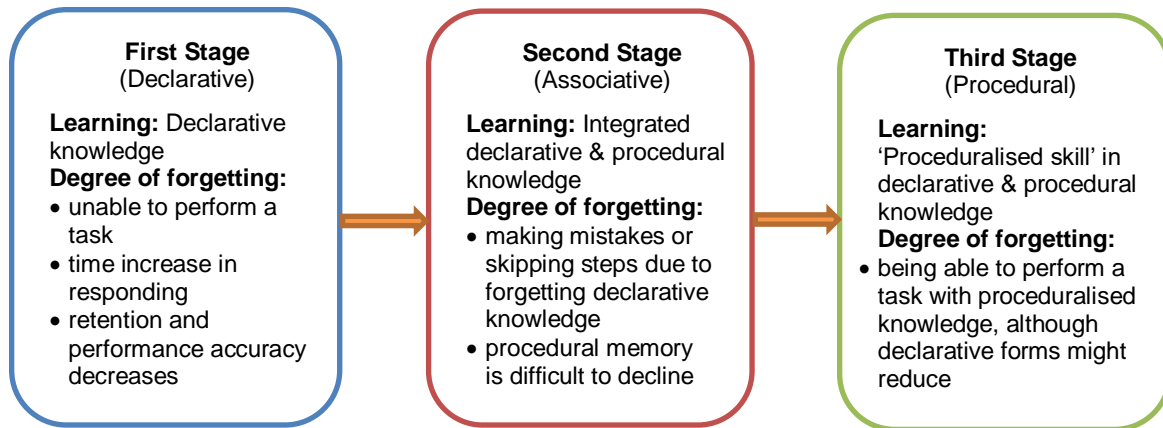 First Stage
(Declarative)
Learning: Declarative
knowledge
Degree of forgetting:
• unable to perform a
task
• time increase in
responding
• retention and
performance accuracy
decreases
Second Stage
(Associative)
Learning: Integrated
declarative & procedural
knowledge
Degree of forgetting:
• making mistakes or
skipping steps due to
forgetting declarative
knowledge
• procedural memory
is difficult to decline
Third Stage
(Procedural)
Learning:
‘Proceduralised skill’ in
declarative & procedural
knowledge
Degree of forgetting:
• being able to perform a
task with proceduralised
knowledge, although
declarative forms might
reduce